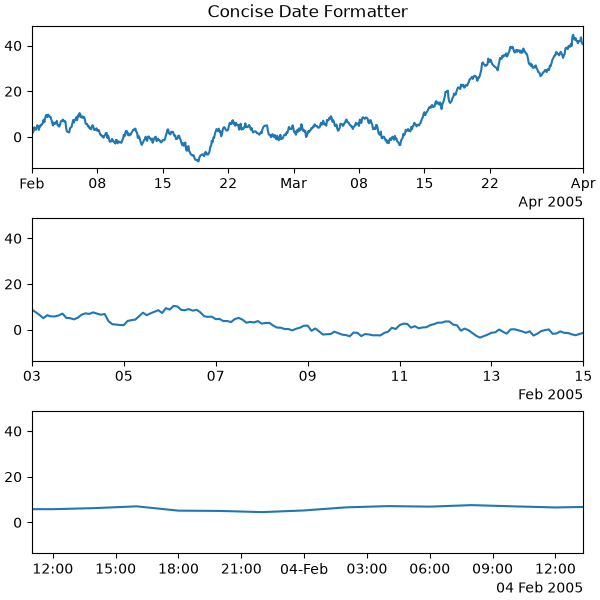 Concise Date Formatter
40
20
0
Feb 08 15 22 Mar 08 15 22 Apr
Apr 2005
40
20
0
03 05 07 09 11 13 15
Feb 2005
40
20
0
12:00 15:00 18:00 21:00 04-Feb 03:00 06:00 09:00 12:00
04 Feb 2005